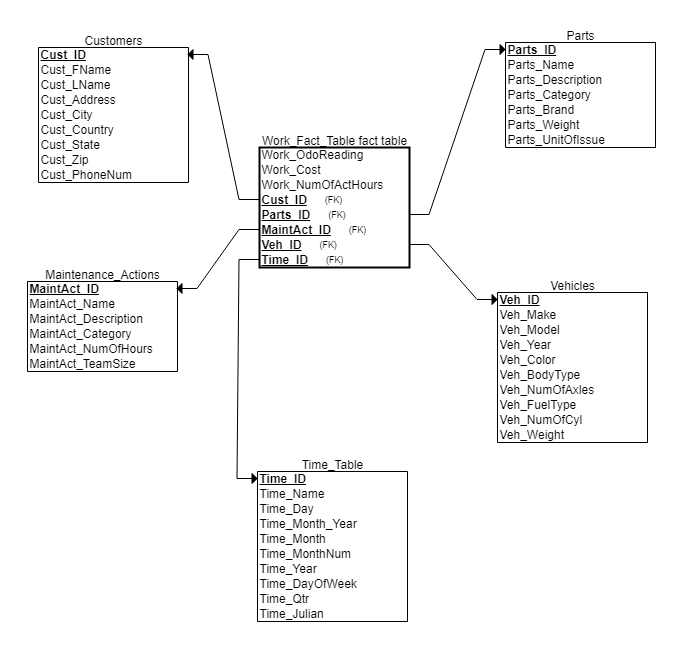 Customers
Cust_ID
Cust_FName
Cust_LName
Cust_Address
Cust_City
Cust_Country
Cust_State
Cust_Zip
Cust_PhoneNum
Parts
Parts_ID
Parts_Name
Parts_Description
Parts_Category
Parts_Brand
Parts_Weight
Parts_UnitOfIssue
Work_Fact_Table fact table
Work_OdoReading
Work_Cost
Work_NumOfActHours
Cust_ID (FK)
Parts_ID (FK)
MaintAct_ID (FK)
Veh_ID (FK)
Time_ID (FK)
Maintenance_Actions
MaintAct_ID
MaintAct_Name
MaintAct_Description
MaintAct_Category
MaintAct_NumOfHours
MaintAct_TeamSize
Vehicles
Veh_ID
Veh_Make
Veh_Model
Veh_Year
Veh_Color
Veh_BodyType
Veh_NumOfAxles
Veh_FuelType
Veh_NumOfCyl
Veh_Weight
Time_Table
Time_ID
Time_Name
Time_Day
Time_Month_Year
Time_Month
Time_MonthNum
Time_Year
Time_DayOfWeek
Time_Qtr
Time_Julian